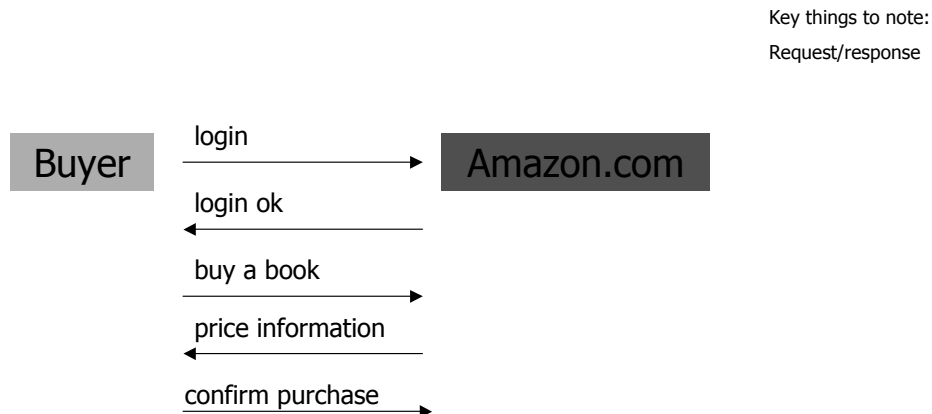 Key things to note:
Request/response
login
Buyer
Amazon.com
login ok
buy a book
price information
confirm purchase